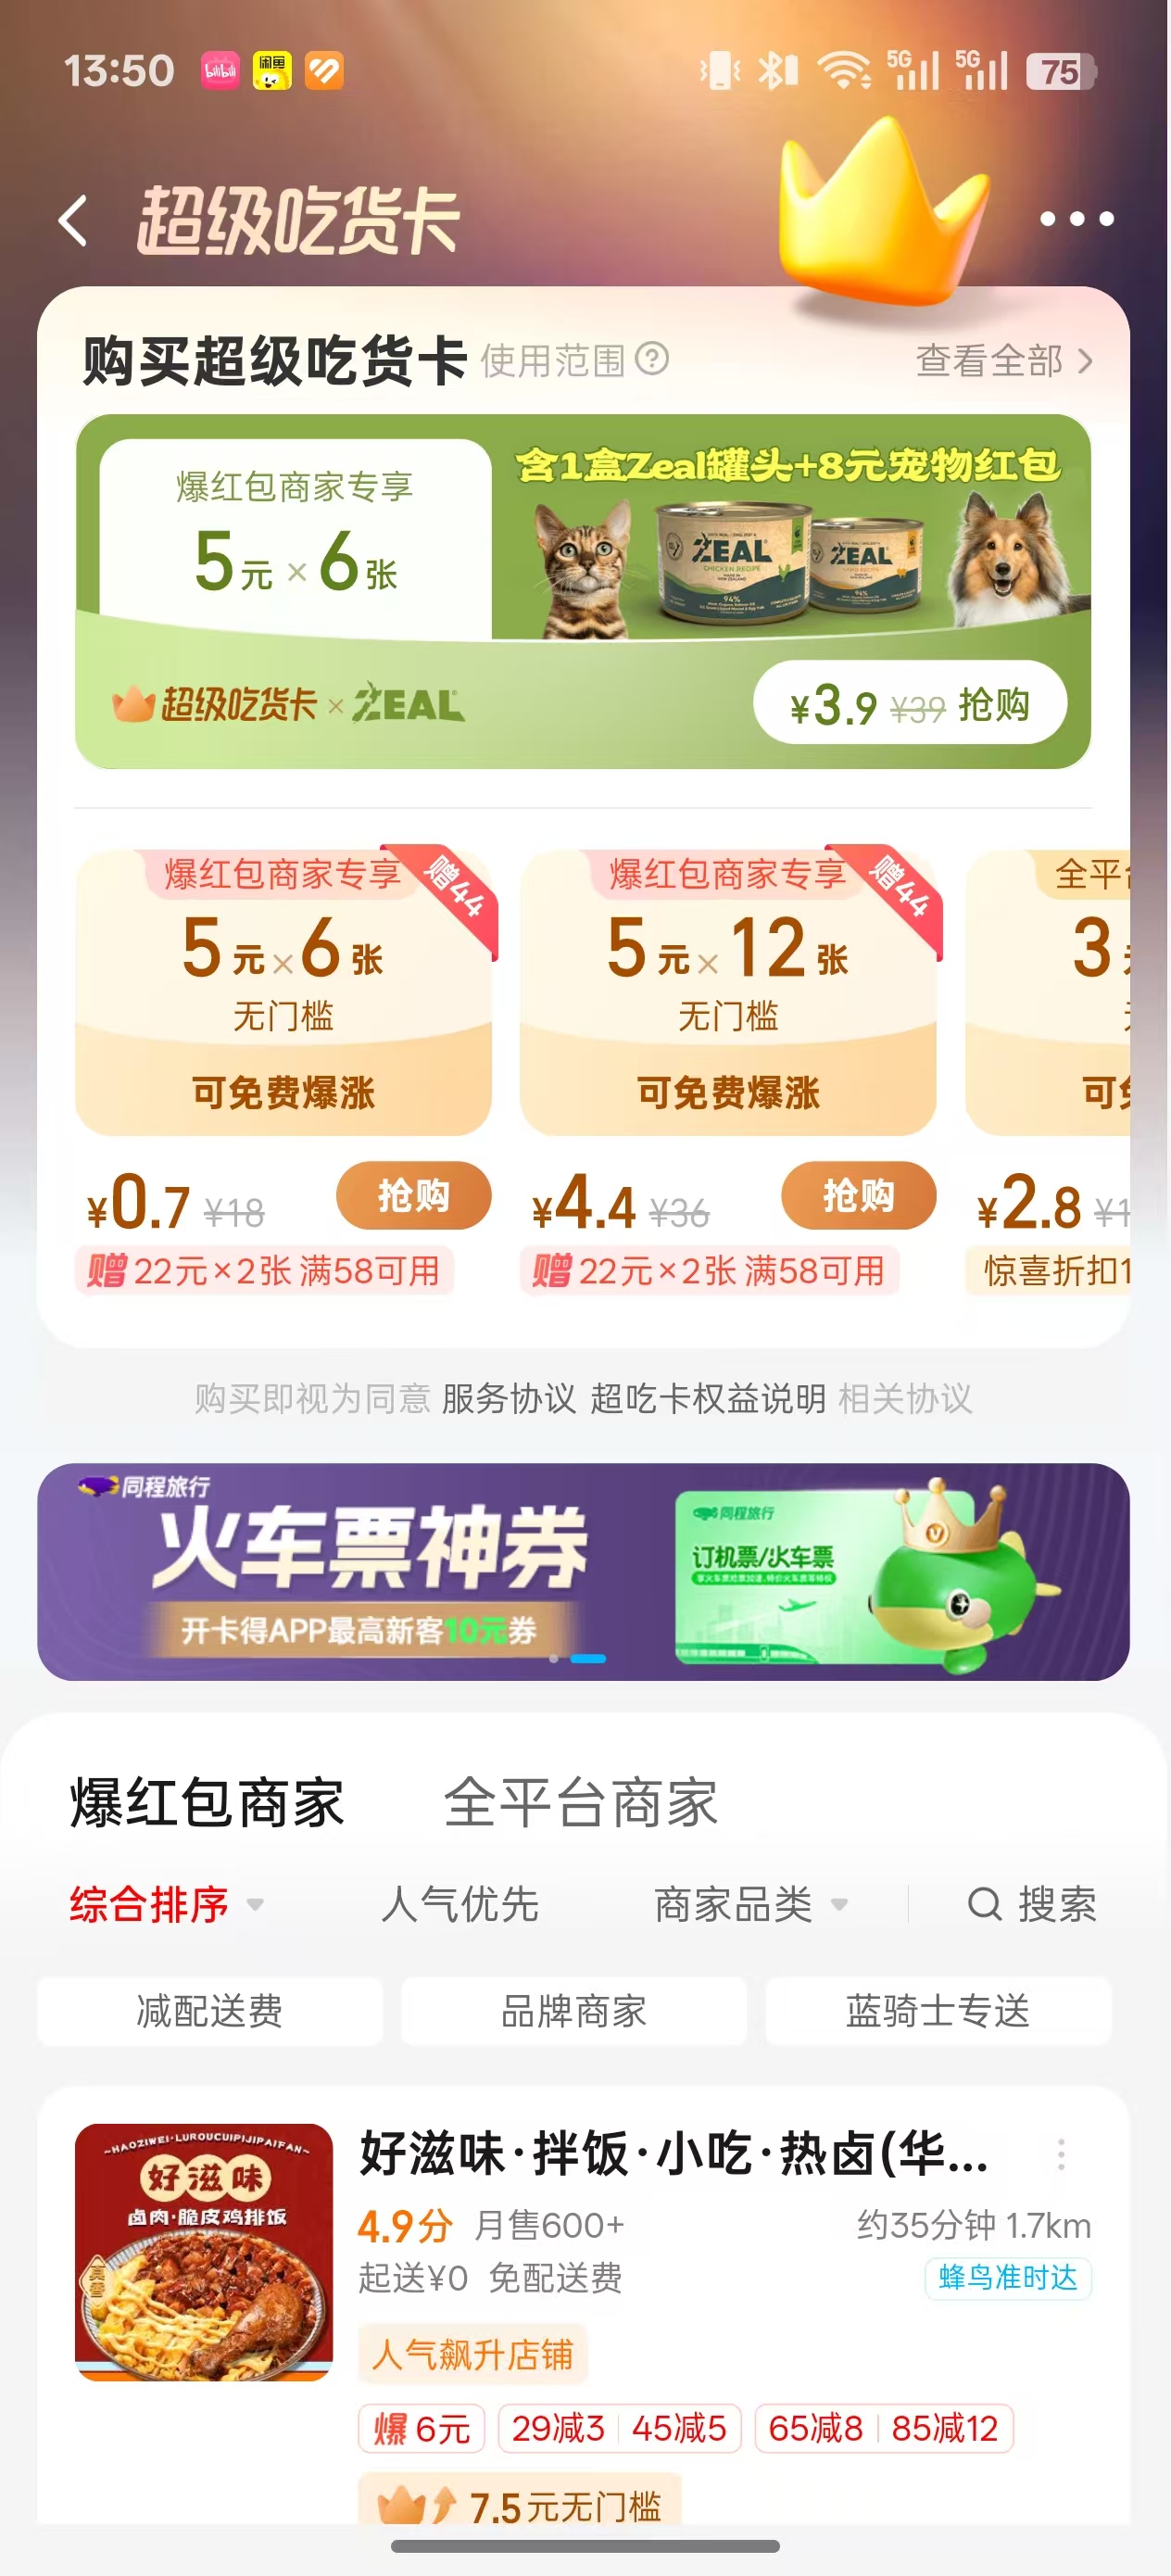 13:50
bilibili
闲鱼
5G
5G
75
超级吃货卡
购买超级吃货卡 使用范围 ?
查看全部
爆红包商家专享
5元×6张
含1盒Zeal罐头+8元宠物红包
ZEAL
CHICKEN RECIPE
94%
ZEAL
94%
超级吃货卡×ZEAL
¥3.9 ¥39 抢购
爆红包商家专享
赠44
5元×6张
无门槛
可免费爆涨
¥0.7 ¥18 抢购
赠 22元×2张 满58可用
爆红包商家专享
赠44
5元×12张
无门槛
可免费爆涨
¥4.4 ¥36 抢购
赠 22元×2张 满58可用
全平
3
可
¥2.8 ¥1
惊喜折扣1
购买即视为同意 服务协议 超吃卡权益说明 相关协议
同程旅行
火车票神券
开卡得APP最高新客10元券
同程旅行
订机票/火车票
爆红包商家
全平台商家
综合排序
人气优先
商家品类
搜索
减配送费
品牌商家
蓝骑士专送
~HAOZIWEI·LUROUCUIPIJIPAIFAN~
好滋味
卤肉·脆皮鸡排饭
好滋味·拌饭·小吃·热卤(华...
4.9分 月售600+
约35分钟 1.7km
起送¥0 免配送费
蜂鸟准时达
人气飙升店铺
爆 6元
29减3 45减5
65减8 85减12
7.5元无门槛